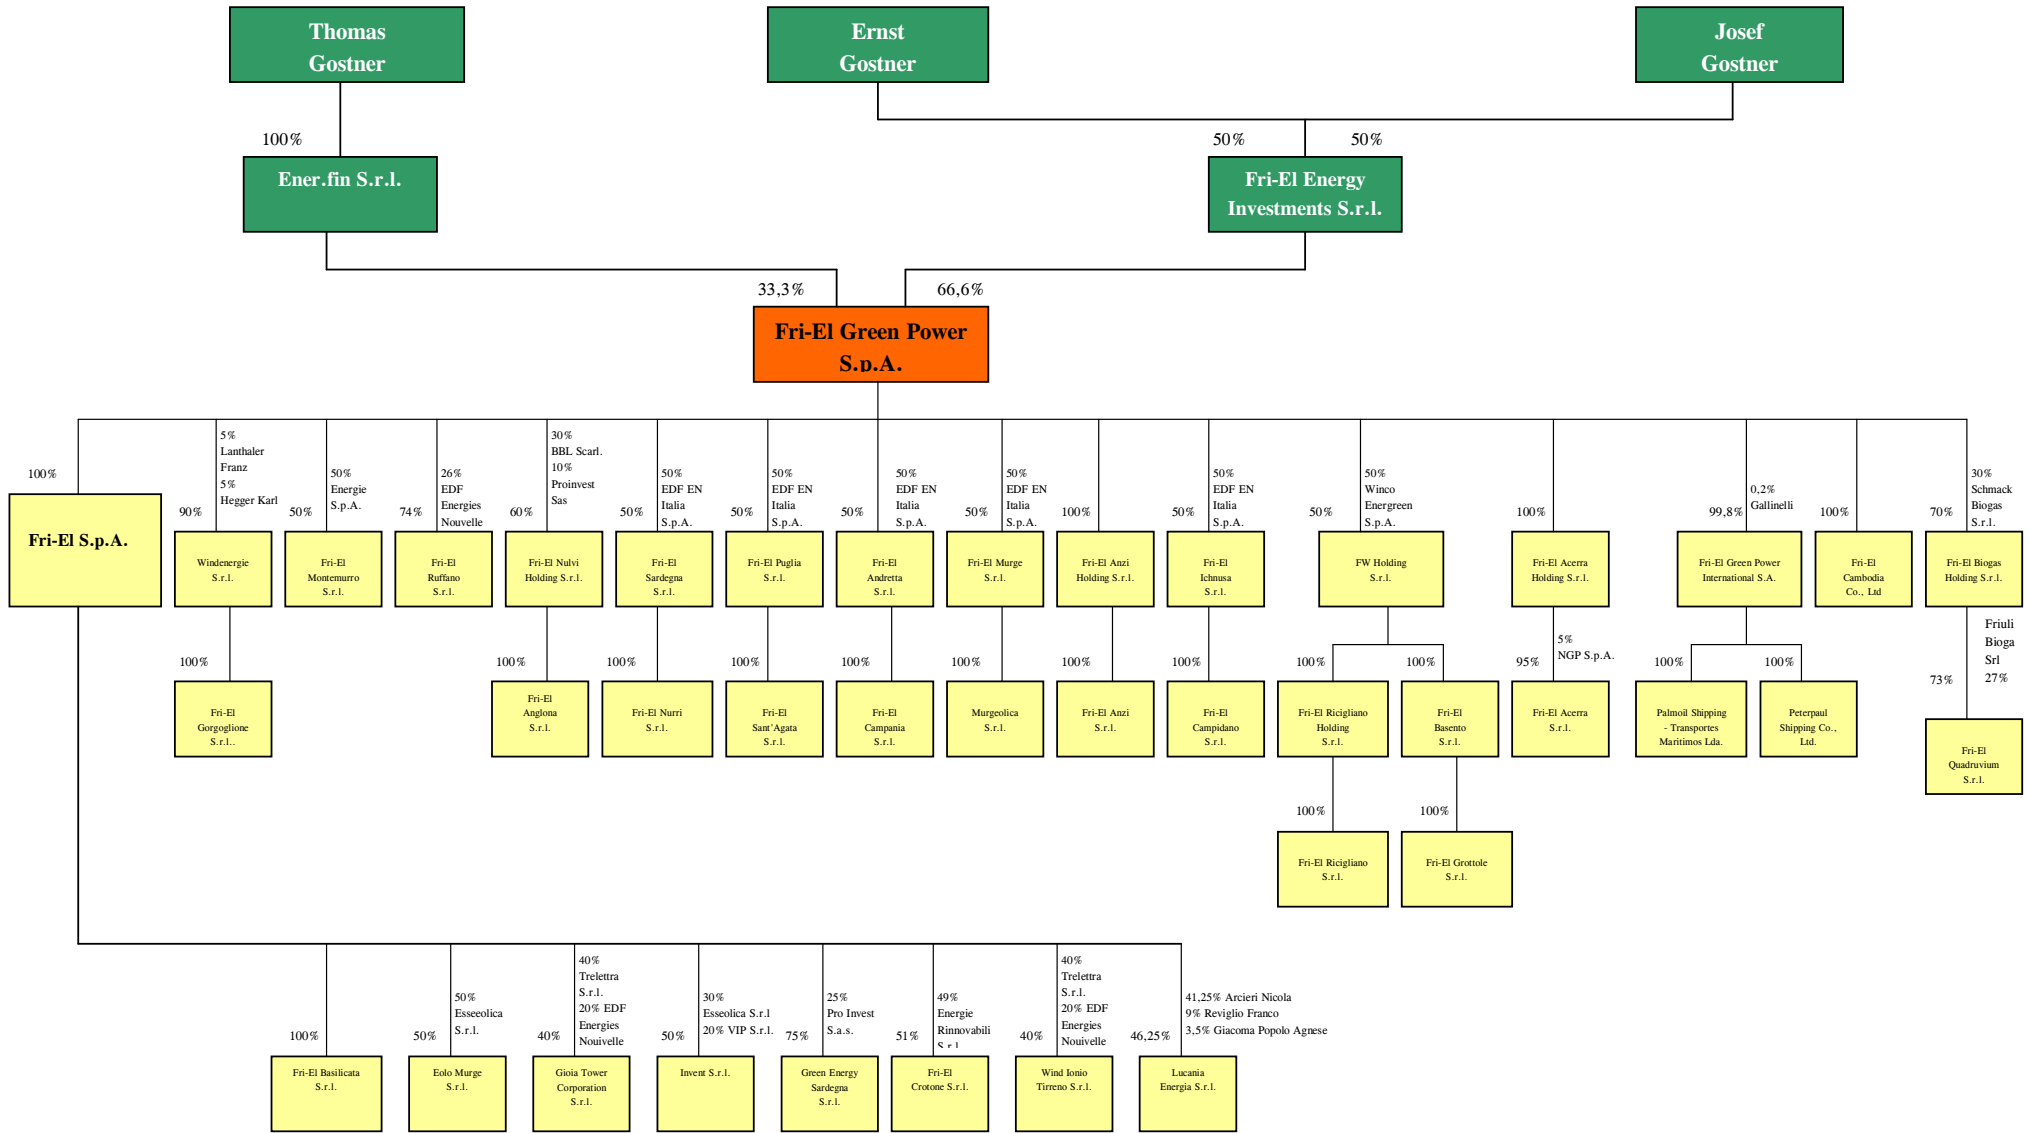 Thomas
Gostner
Ernst
Gostner
Josef
Gostner
100%
50%
50%
Ener.fin S.r.l.
Fri-El Energy
Investments S.r.l.
33,3%
66,6%
Fri-El Green Power
S.p.A.
100%
Fri-El S.p.A.
5%
Lanthaler
Franz
5%
Hegger Karl
90%
Windenergie
S.r.l.
50%
Energie
S.p.A.
50%
Fri-El
Montemurro
S.r.l.
26%
EDF
Energies
Nouvelle
74%
Fri-El
Ruffano
S.r.l.
30%
BBL Scarl.
10%
Proinvest
Sas
60%
Fri-El Nulvi
Holding S.r.l.
50%
EDF EN
Italia
S.p.A.
50%
Fri-El
Sardegna
S.r.l.
50%
EDF EN
Italia
S.p.A.
50%
Fri-El Puglia
S.r.l.
50%
EDF EN
Italia
S.p.A.
50%
Fri-El
Andretta
S.r.l.
50%
EDF EN
Italia
S.p.A.
50%
Fri-El Murge
S.r.l.
100%
Fri-El Anzi
Holding S.r.l.
50%
EDF EN
Italia
S.p.A.
50%
Fri-El
Ichnusa
S.r.l.
50%
Winco
Energreen
S.p.A.
50%
FW Holding
S.r.l.
100%
Fri-El Acerra
Holding S.r.l.
0,2%
Gallinelli
99,8%
Fri-El Green Power
International S.A.
100%
Fri-El
Cambodia
Co., Ltd
30%
Schmack
Biogas
S.r.l.
70%
Fri-El Biogas
Holding S.r.l.
100%
Fri-El
Gorgoglione
S.r.l..
100%
Fri-El
Anglona
S.r.l.
100%
Fri-El Nurri
S.r.l.
100%
Fri-El
Sant'Agata
S.r.l.
100%
Fri-El
Campania
S.r.l.
100%
Murgeolica
S.r.l.
100%
Fri-El Anzi
S.r.l.
100%
Fri-El
Campidano
S.r.l.
100%
Fri-El Ricigliano
Holding
S.r.l.
100%
Fri-El
Basento
S.r.l.
5%
NGP S.p.A.
95%
Fri-El Acerra
S.r.l.
100%
Palmoil Shipping
- Transportes
Maritimos Lda.
100%
Peterpaul
Shipping Co.,
Ltd.
Friuli
Bioga
Srl
27%
73%
Fri-El
Quadruvium
S.r.l.
100%
Fri-El Ricigliano
S.r.l.
100%
Fri-El Grottole
S.r.l.
100%
Fri-El Basilicata
S.r.l.
50%
Esseeolica
S.r.l.
50%
Eolo Murge
S.r.l.
40%
Trelettra
S.r.l.
20% EDF
Energies
Nouivelle
40%
Gioia Tower
Corporation
S.r.l.
30%
Esseolica S.r.l
20% VIP S.r.l.
50%
Invent S.r.l.
25%
Pro Invest
S.a.s.
75%
Green Energy
Sardegna
S.r.l.
49%
Energie
Rinnovabili
S.r.l.
51%
Fri-El
Crotone S.r.l.
40%
Trelettra
S.r.l.
20% EDF
Energies
Nouivelle
40%
Wind Ionio
Tirreno S.r.l.
41,25% Arcieri Nicola
9% Reviglio Franco
3,5% Giacoma Popolo Agnese
46,25%
Lucania
Energia S.r.l.